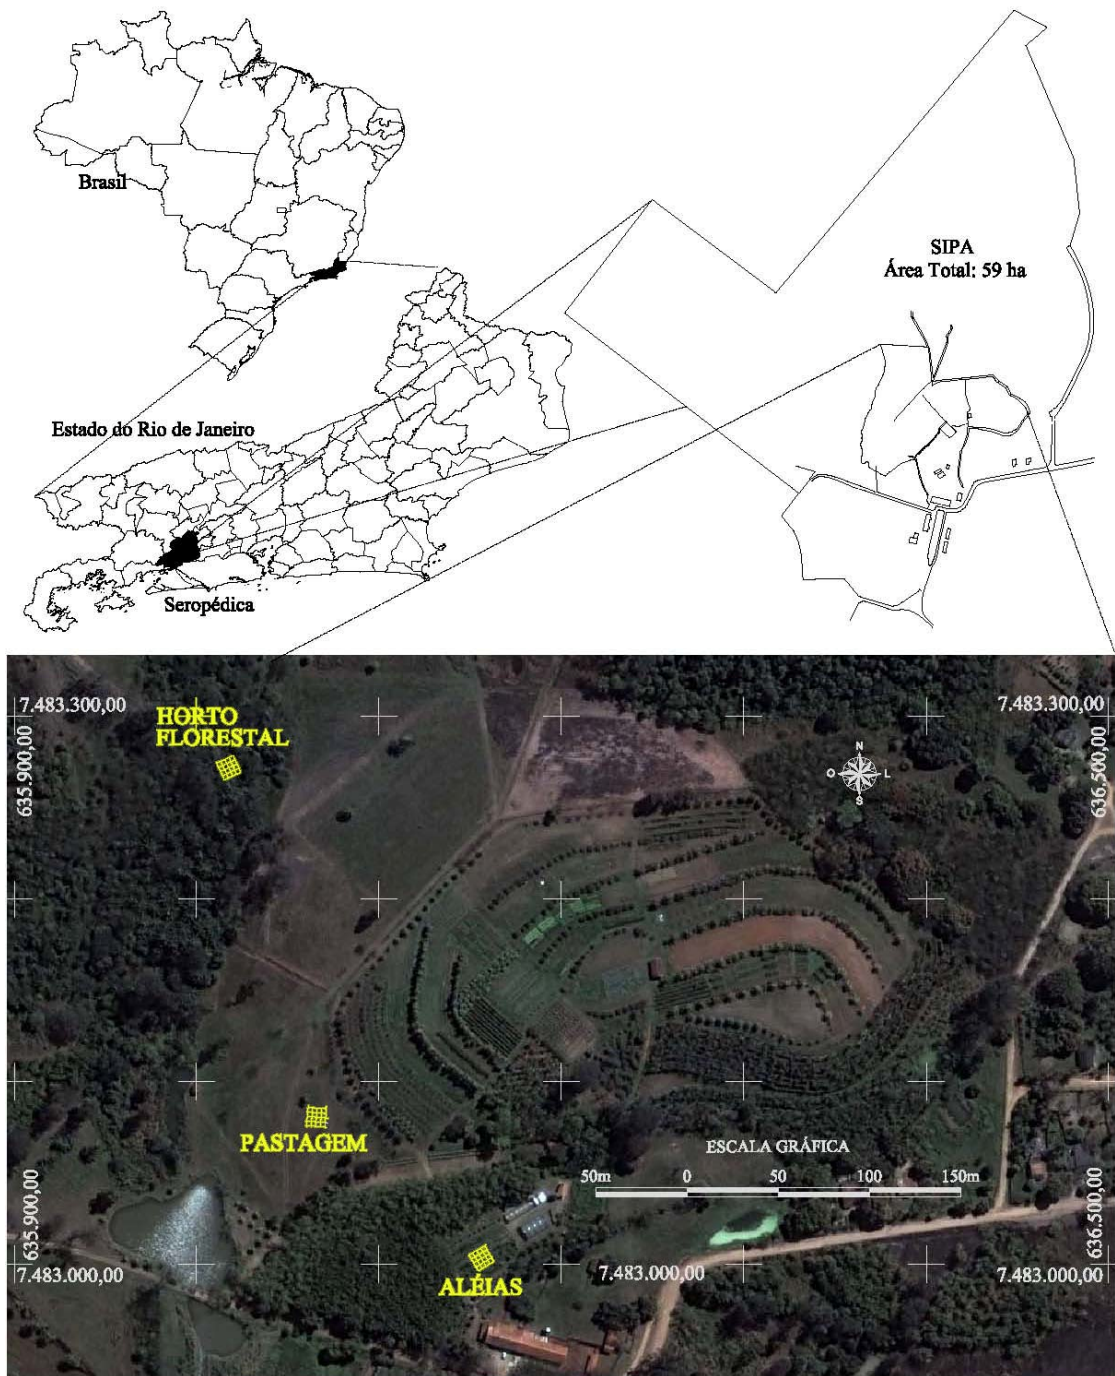 Brasil
SIPA
Área Total: 59 ha
Estado do Rio de Janeiro
Seropédica
7.483.300,00
7.483.300,00
635.900,00
636.500,00
HORTO
FLORESTAL
N
O
L
S
PASTAGEM
ESCALA GRÁFICA
50m
0
50
100
150m
635.900,00
636.500,00
7.483.000,00
7.483.000,00
7.483.000,00
ALÉIAS